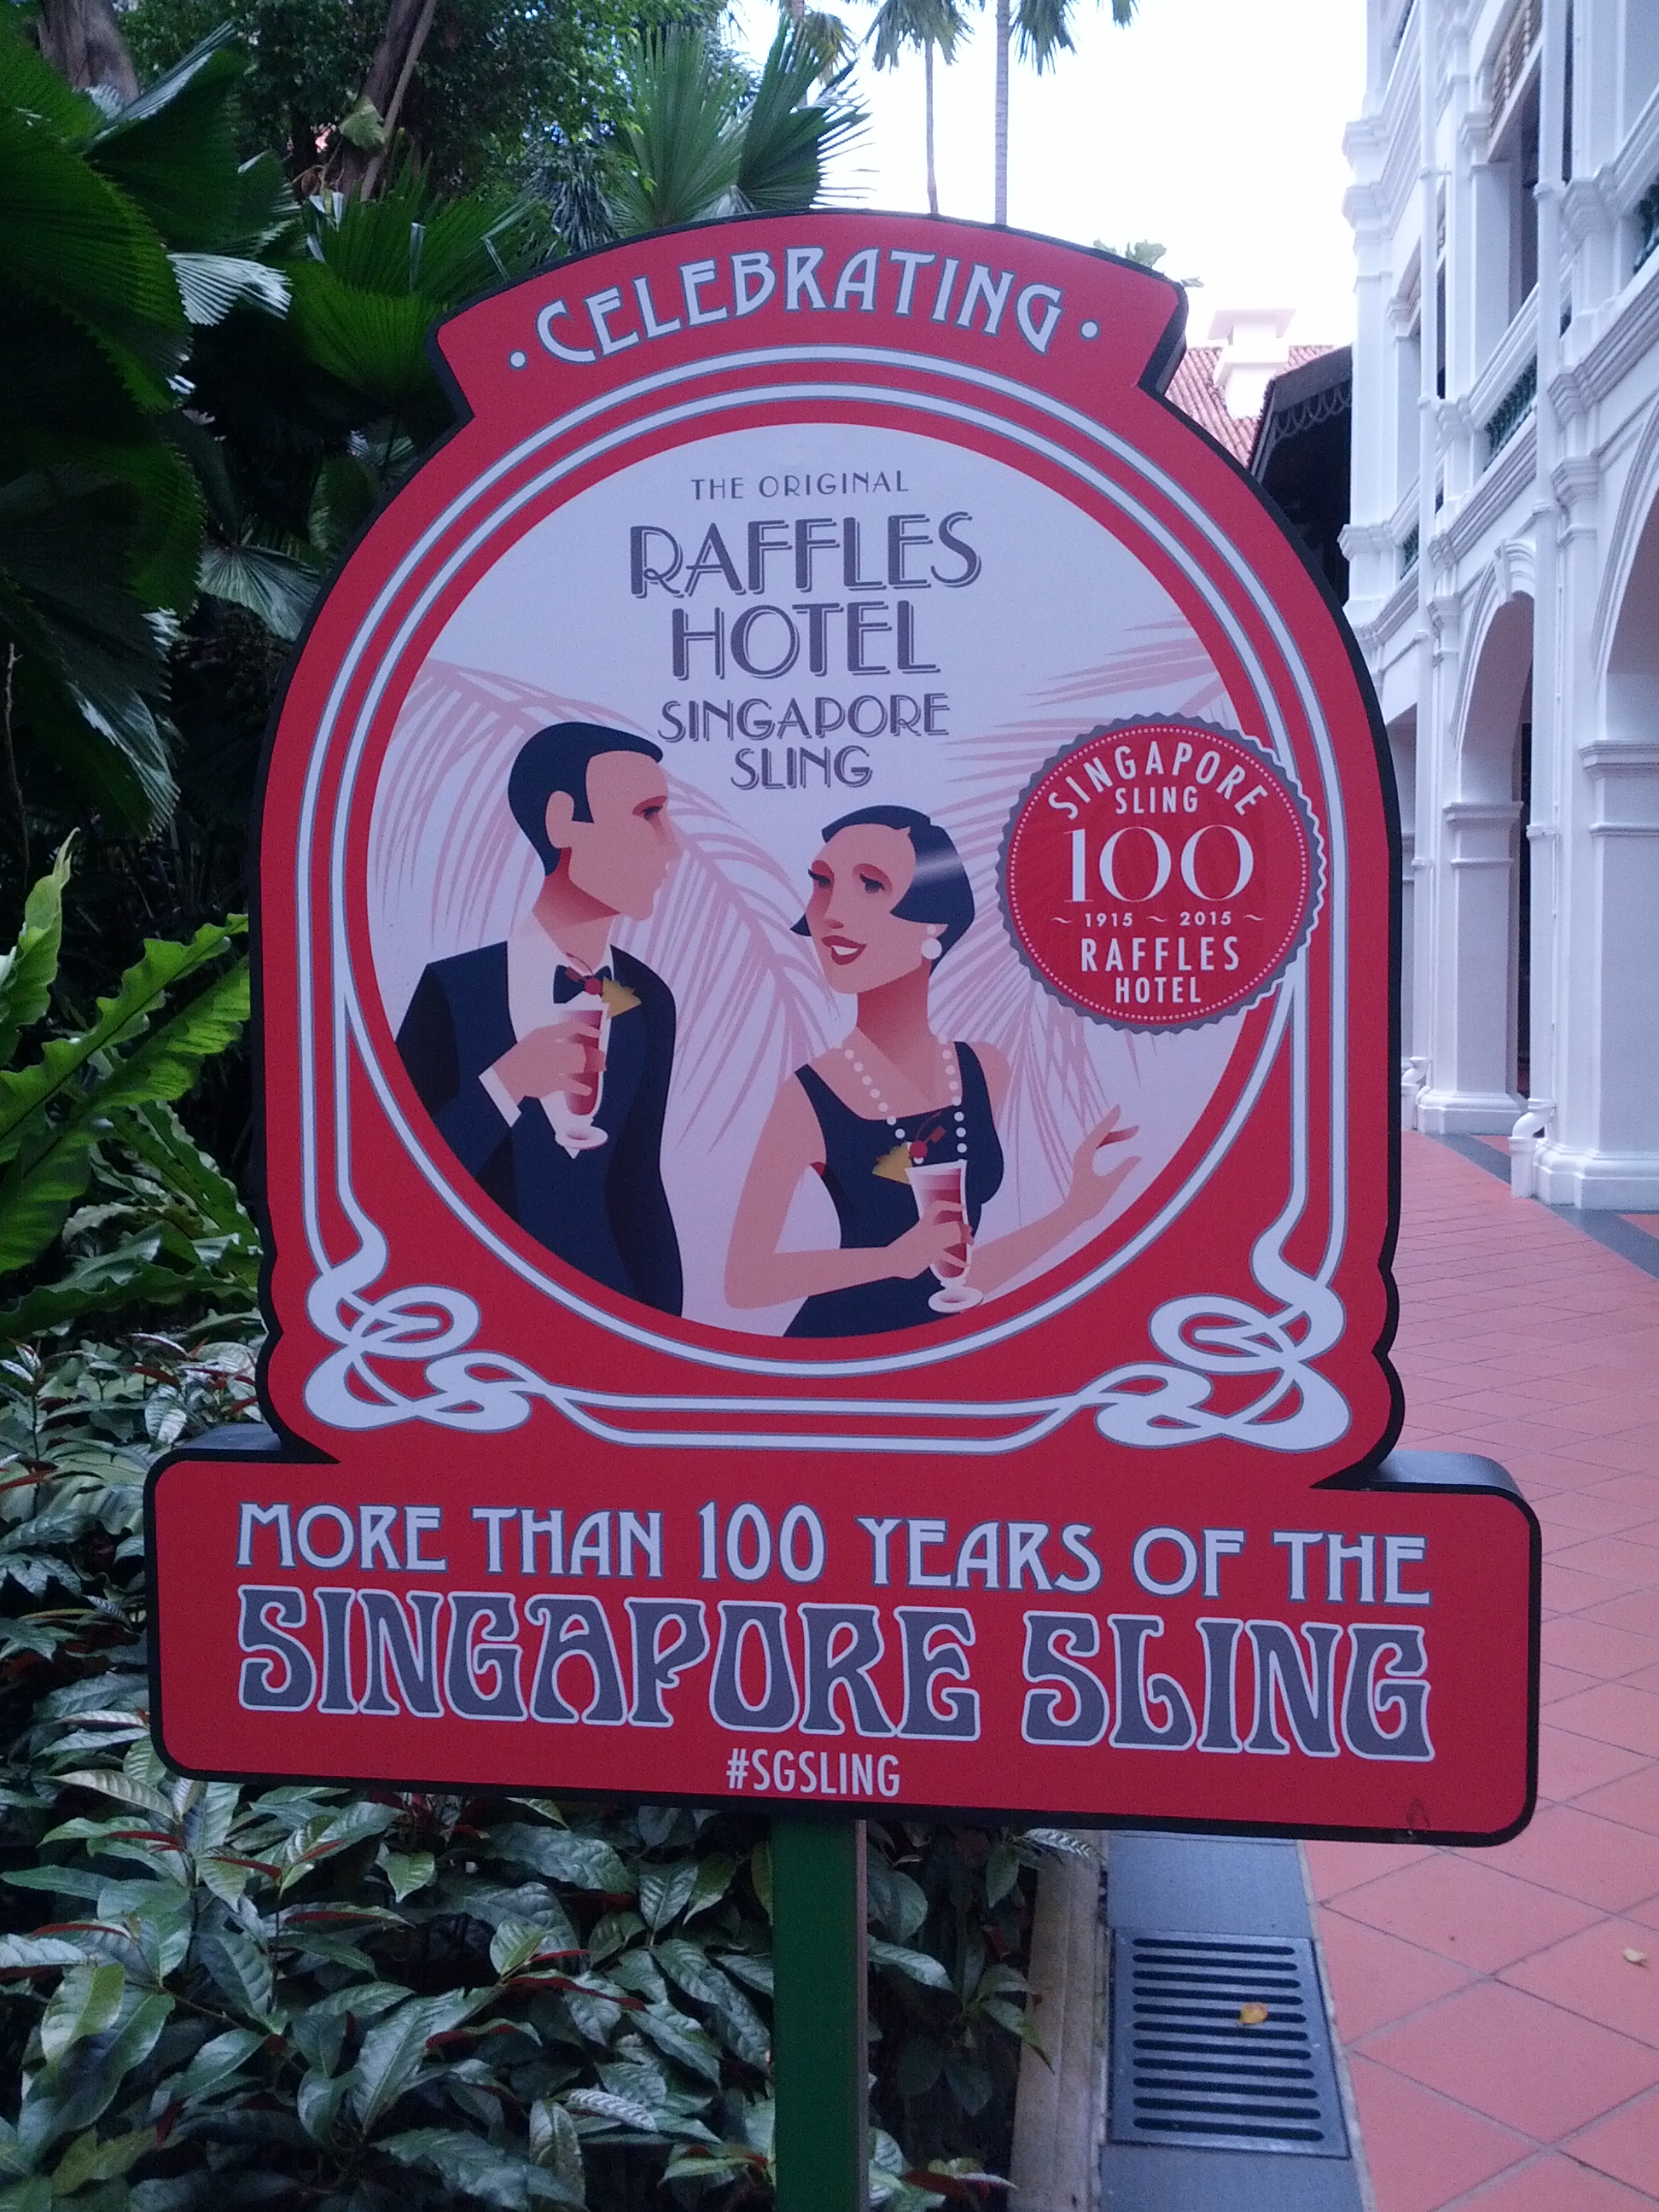 • CELEBRATING •
THE ORIGINAL
RAFFLES
HOTEL
SINGAPORE
SLING
SINGAPORE
SLING
100
~ 1915 ~ 2015 ~
RAFFLES
HOTEL
MORE THAN 100 YEARS OF THE
SINGAPORE SLING
#SGSLING